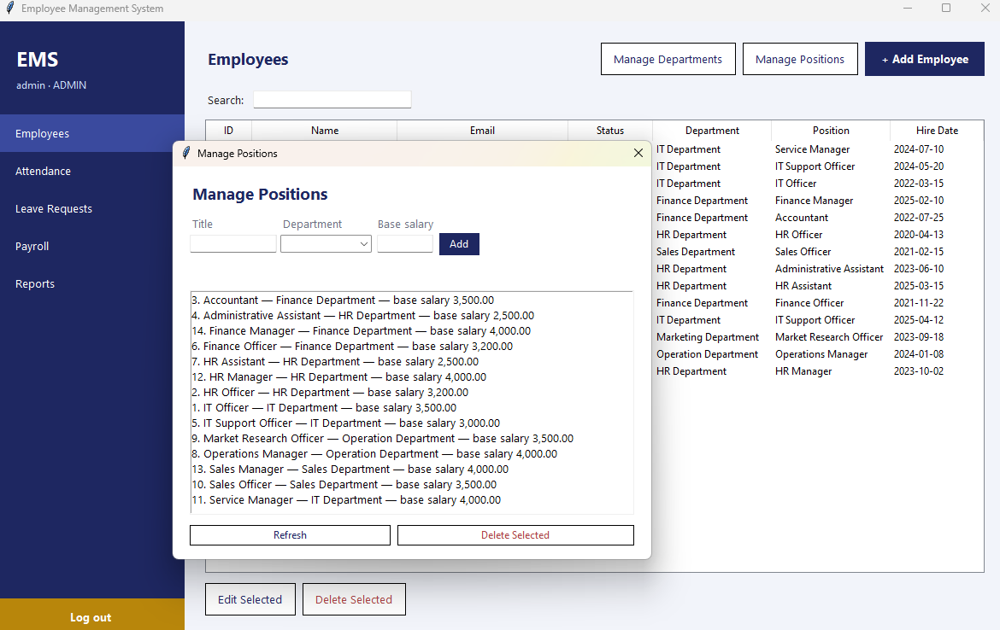 Employee Management System
EMS
admin · ADMIN
Employees
Attendance
Leave Requests
Payroll
Reports
Log out
Employees
Manage Departments
Manage Positions
+ Add Employee
Search:
ID Name Email Status Department Position Hire Date
IT Department Service Manager 2024-07-10
IT Department IT Support Officer 2024-05-20
IT Department IT Officer 2022-03-15
Finance Department Finance Manager 2025-02-10
Finance Department Accountant 2022-07-25
HR Department HR Officer 2020-04-13
Sales Department Sales Officer 2021-02-15
HR Department Administrative Assistant 2023-06-10
HR Department HR Assistant 2025-03-15
Finance Department Finance Officer 2021-11-22
IT Department IT Support Officer 2025-04-12
Marketing Department Market Research Officer 2023-09-18
Operation Department Operations Manager 2024-01-08
HR Department HR Manager 2023-10-02
Manage Positions
Manage Positions
Title Department Base salary
Add
3. Accountant — Finance Department — base salary 3,500.00
4. Administrative Assistant — HR Department — base salary 2,500.00
14. Finance Manager — Finance Department — base salary 4,000.00
6. Finance Officer — Finance Department — base salary 3,200.00
7. HR Assistant — HR Department — base salary 2,500.00
12. HR Manager — HR Department — base salary 4,000.00
2. HR Officer — HR Department — base salary 3,200.00
1. IT Officer — IT Department — base salary 3,500.00
5. IT Support Officer — IT Department — base salary 3,000.00
9. Market Research Officer — Operation Department — base salary 3,500.00
8. Operations Manager — Operation Department — base salary 4,000.00
13. Sales Manager — Sales Department — base salary 4,000.00
10. Sales Officer — Sales Department — base salary 3,500.00
11. Service Manager — IT Department — base salary 4,000.00
Refresh
Delete Selected
Edit Selected
Delete Selected